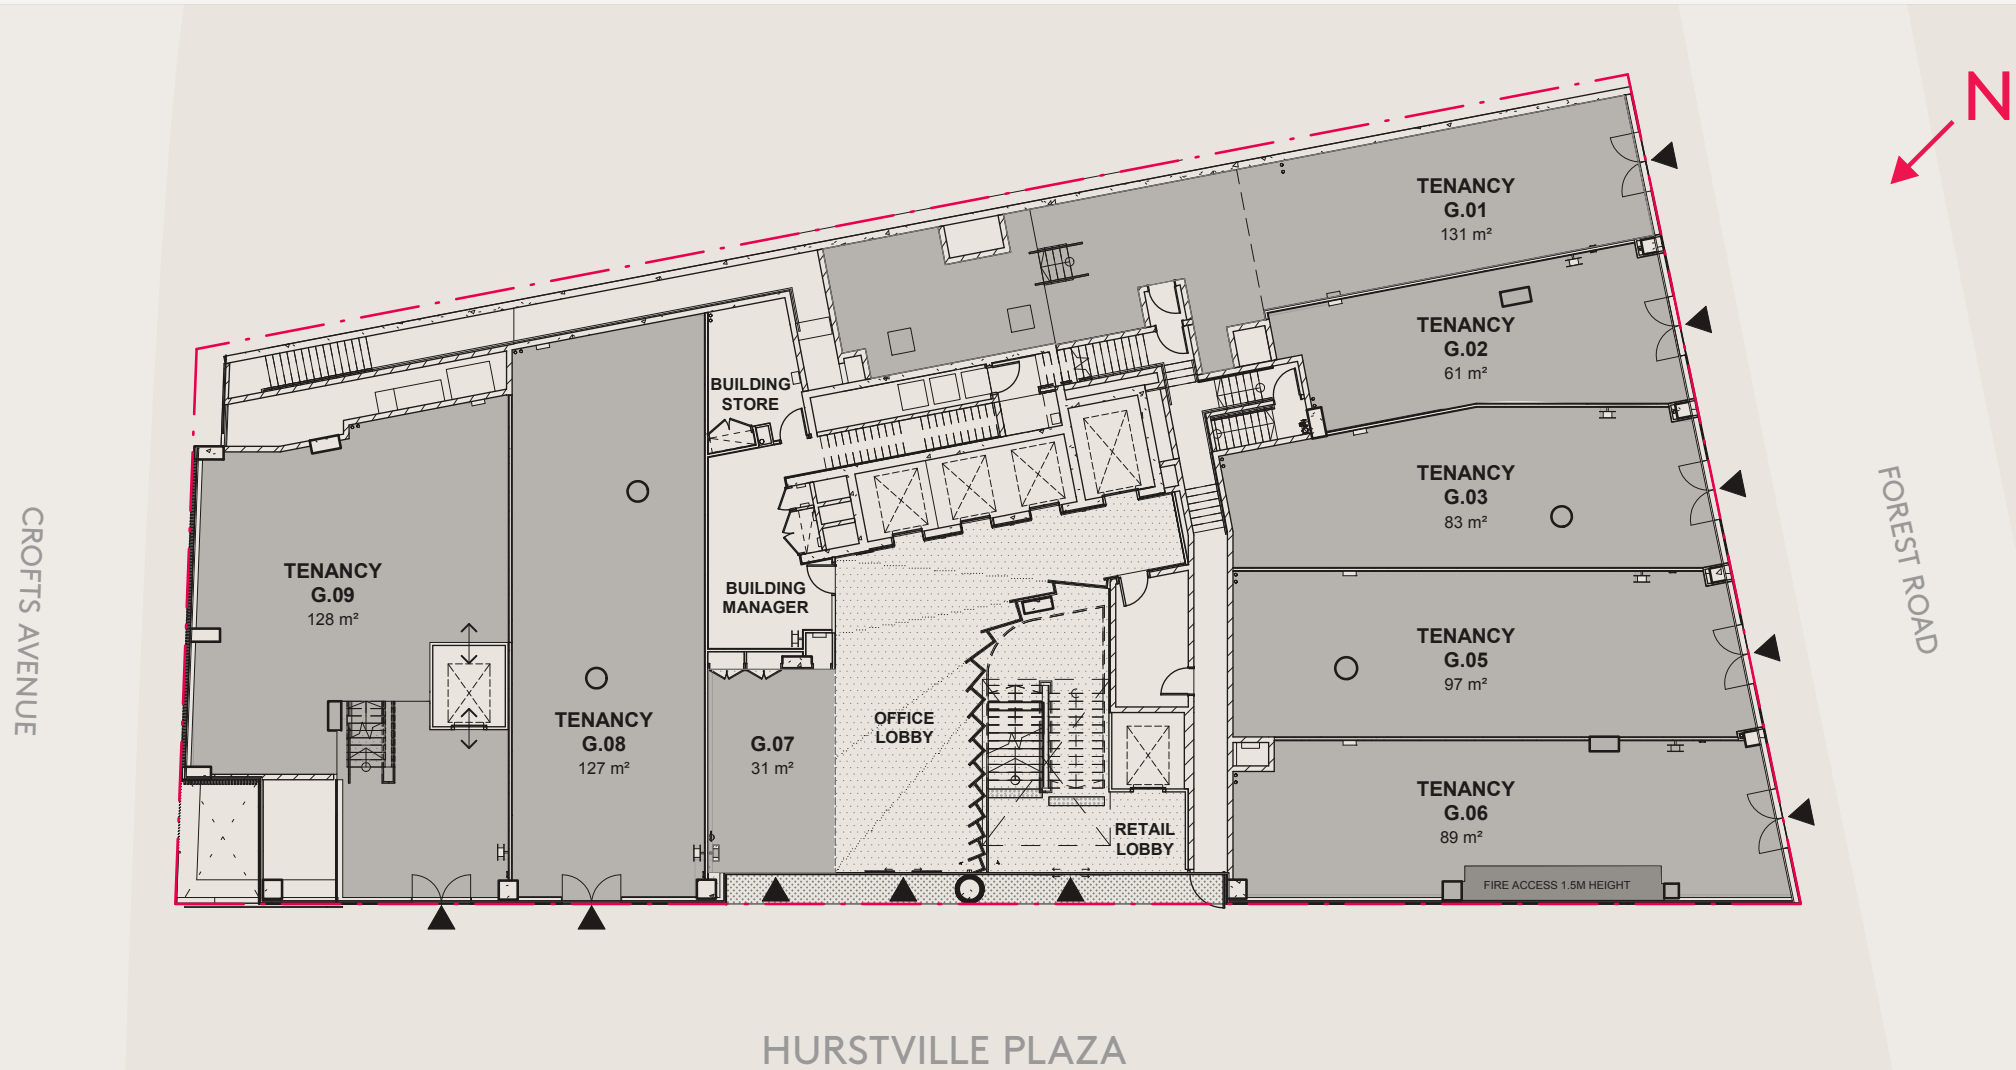 N
TENANCY
G.01
131 m²
TENANCY
G.02
61 m²
BUILDING
STORE
TENANCY
G.03
83 m²
FOREST ROAD
CROFTS AVENUE
TENANCY
G.09
128 m²
BUILDING
MANAGER
TENANCY
G.05
97 m²
TENANCY
G.08
127 m²
G.07
31 m²
OFFICE
LOBBY
TENANCY
G.06
89 m²
RETAIL
LOBBY
FIRE ACCESS 1.5M HEIGHT
HURSTVILLE PLAZA